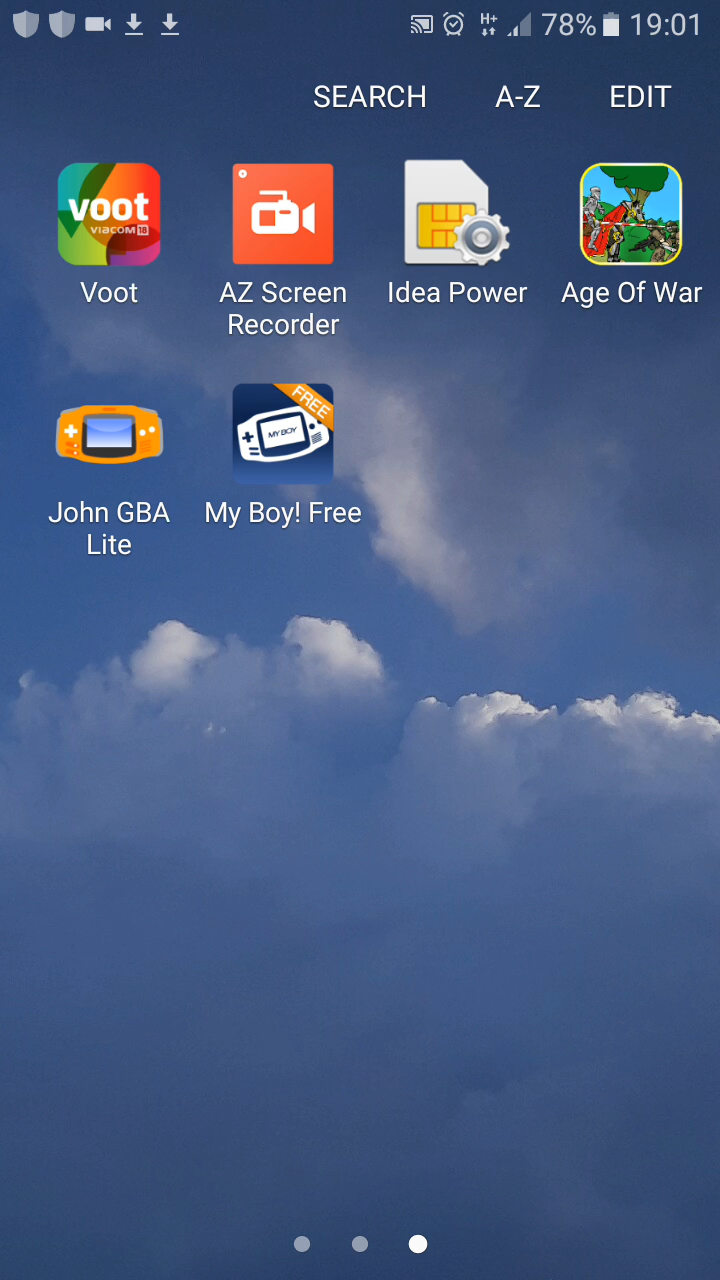 H+ 78% 19:01
SEARCH A-Z EDIT
voot
VIACOM18
Voot
AZ Screen
Recorder
Idea Power
Age Of War
FREE
MY BOY
John GBA
Lite
My Boy! Free